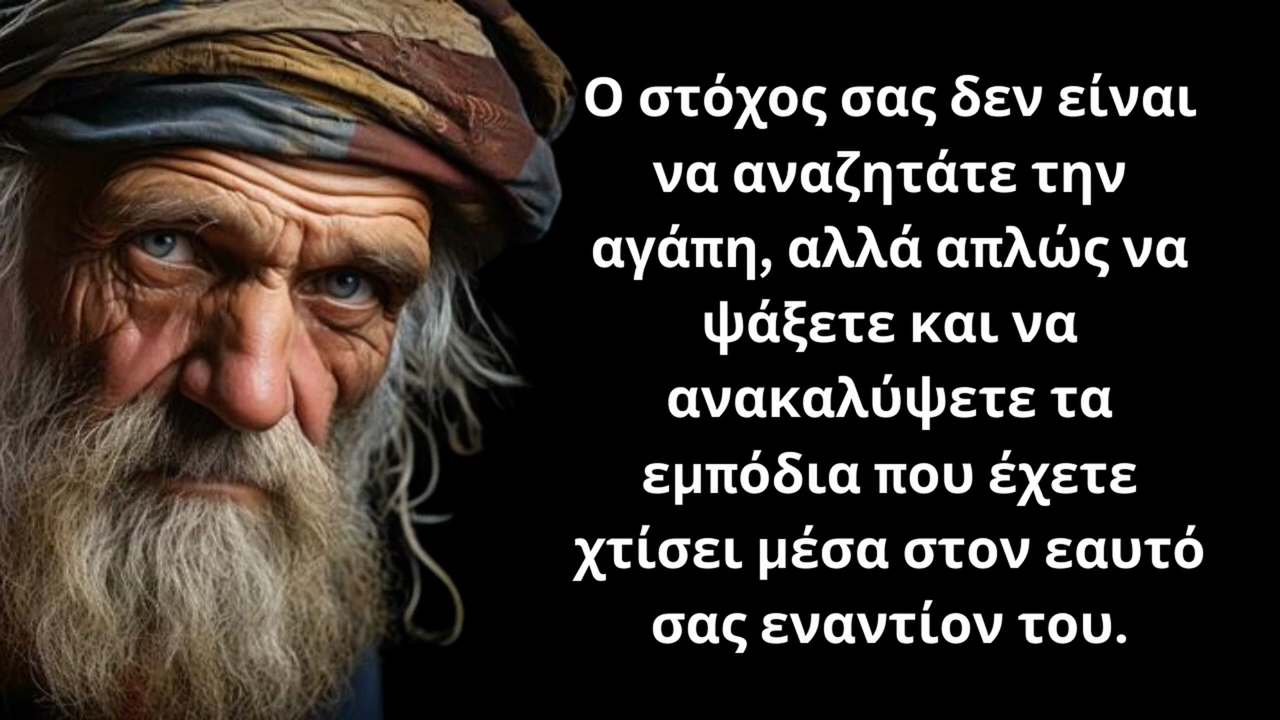 Ο στόχος σας δεν είναι
να αναζητάτε την
αγάπη, αλλά απλώς να
ψάξετε και να
ανακαλύψετε τα
εμπόδια που έχετε
χτίσει μέσα στον εαυτό
σας εναντίον του.